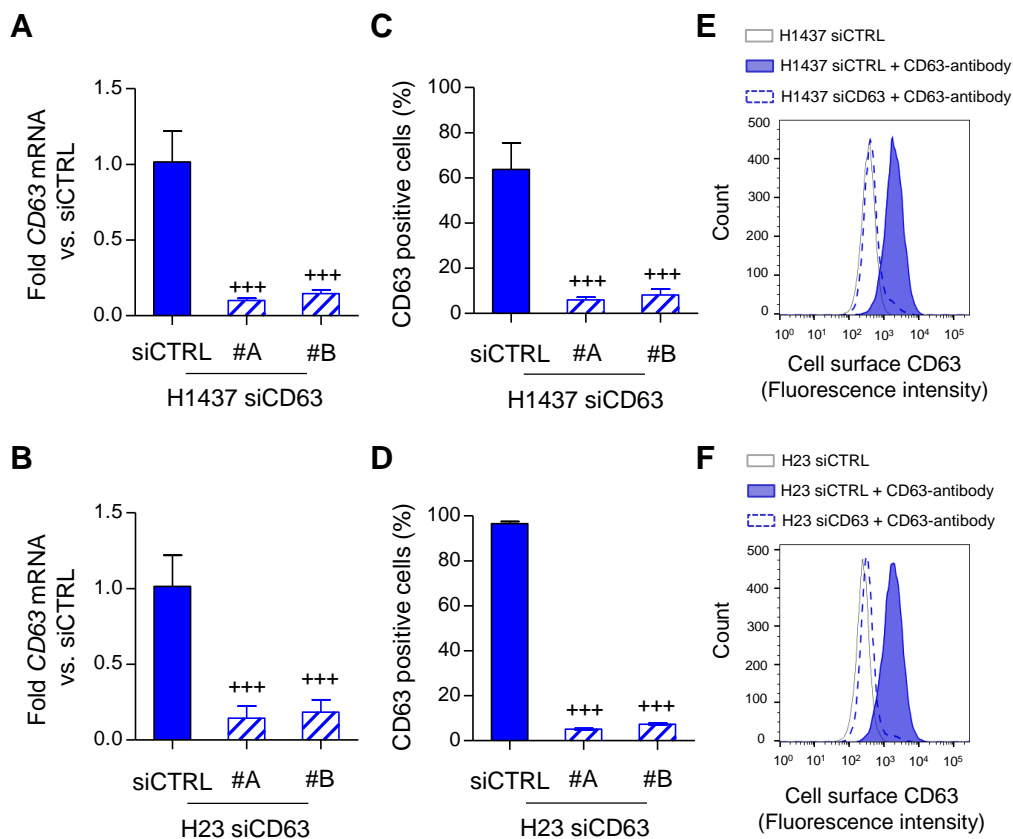 A
Fold CD63 mRNA
vs. siCTRL
1.5
1.0
0.5
0.0
+++
+++
siCTRL #A #B
H1437 siCD63
C
CD63 positive cells (%)
100
80
60
40
20
0
+++
+++
siCTRL #A #B
H1437 siCD63
E
H1437 siCTRL
H1437 siCTRL + CD63-antibody
H1437 siCD63 + CD63-antibody
Count
500
400
300
200
100
0
10⁰ 10¹ 10² 10³ 10⁴ 10⁵
Cell surface CD63
(Fluorescence intensity)
B
Fold CD63 mRNA
vs. siCTRL
1.5
1.0
0.5
0.0
+++
+++
siCTRL #A #B
H23 siCD63
D
CD63 positive cells (%)
100
80
60
40
20
0
+++
+++
siCTRL #A #B
H23 siCD63
F
H23 siCTRL
H23 siCTRL + CD63-antibody
H23 siCD63 + CD63-antibody
Count
500
400
300
200
100
0
10⁰ 10¹ 10² 10³ 10⁴ 10⁵
Cell surface CD63
(Fluorescence intensity)